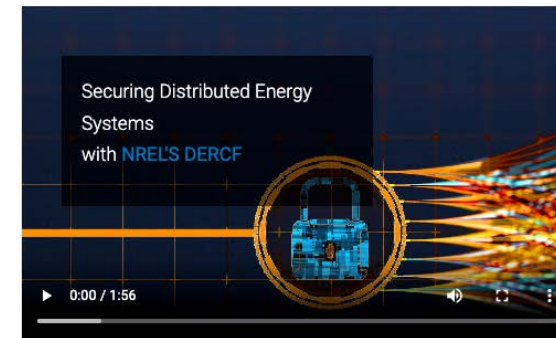 Securing Distributed Energy
Systems
with NREL'S DERCF
0:00 / 1:56